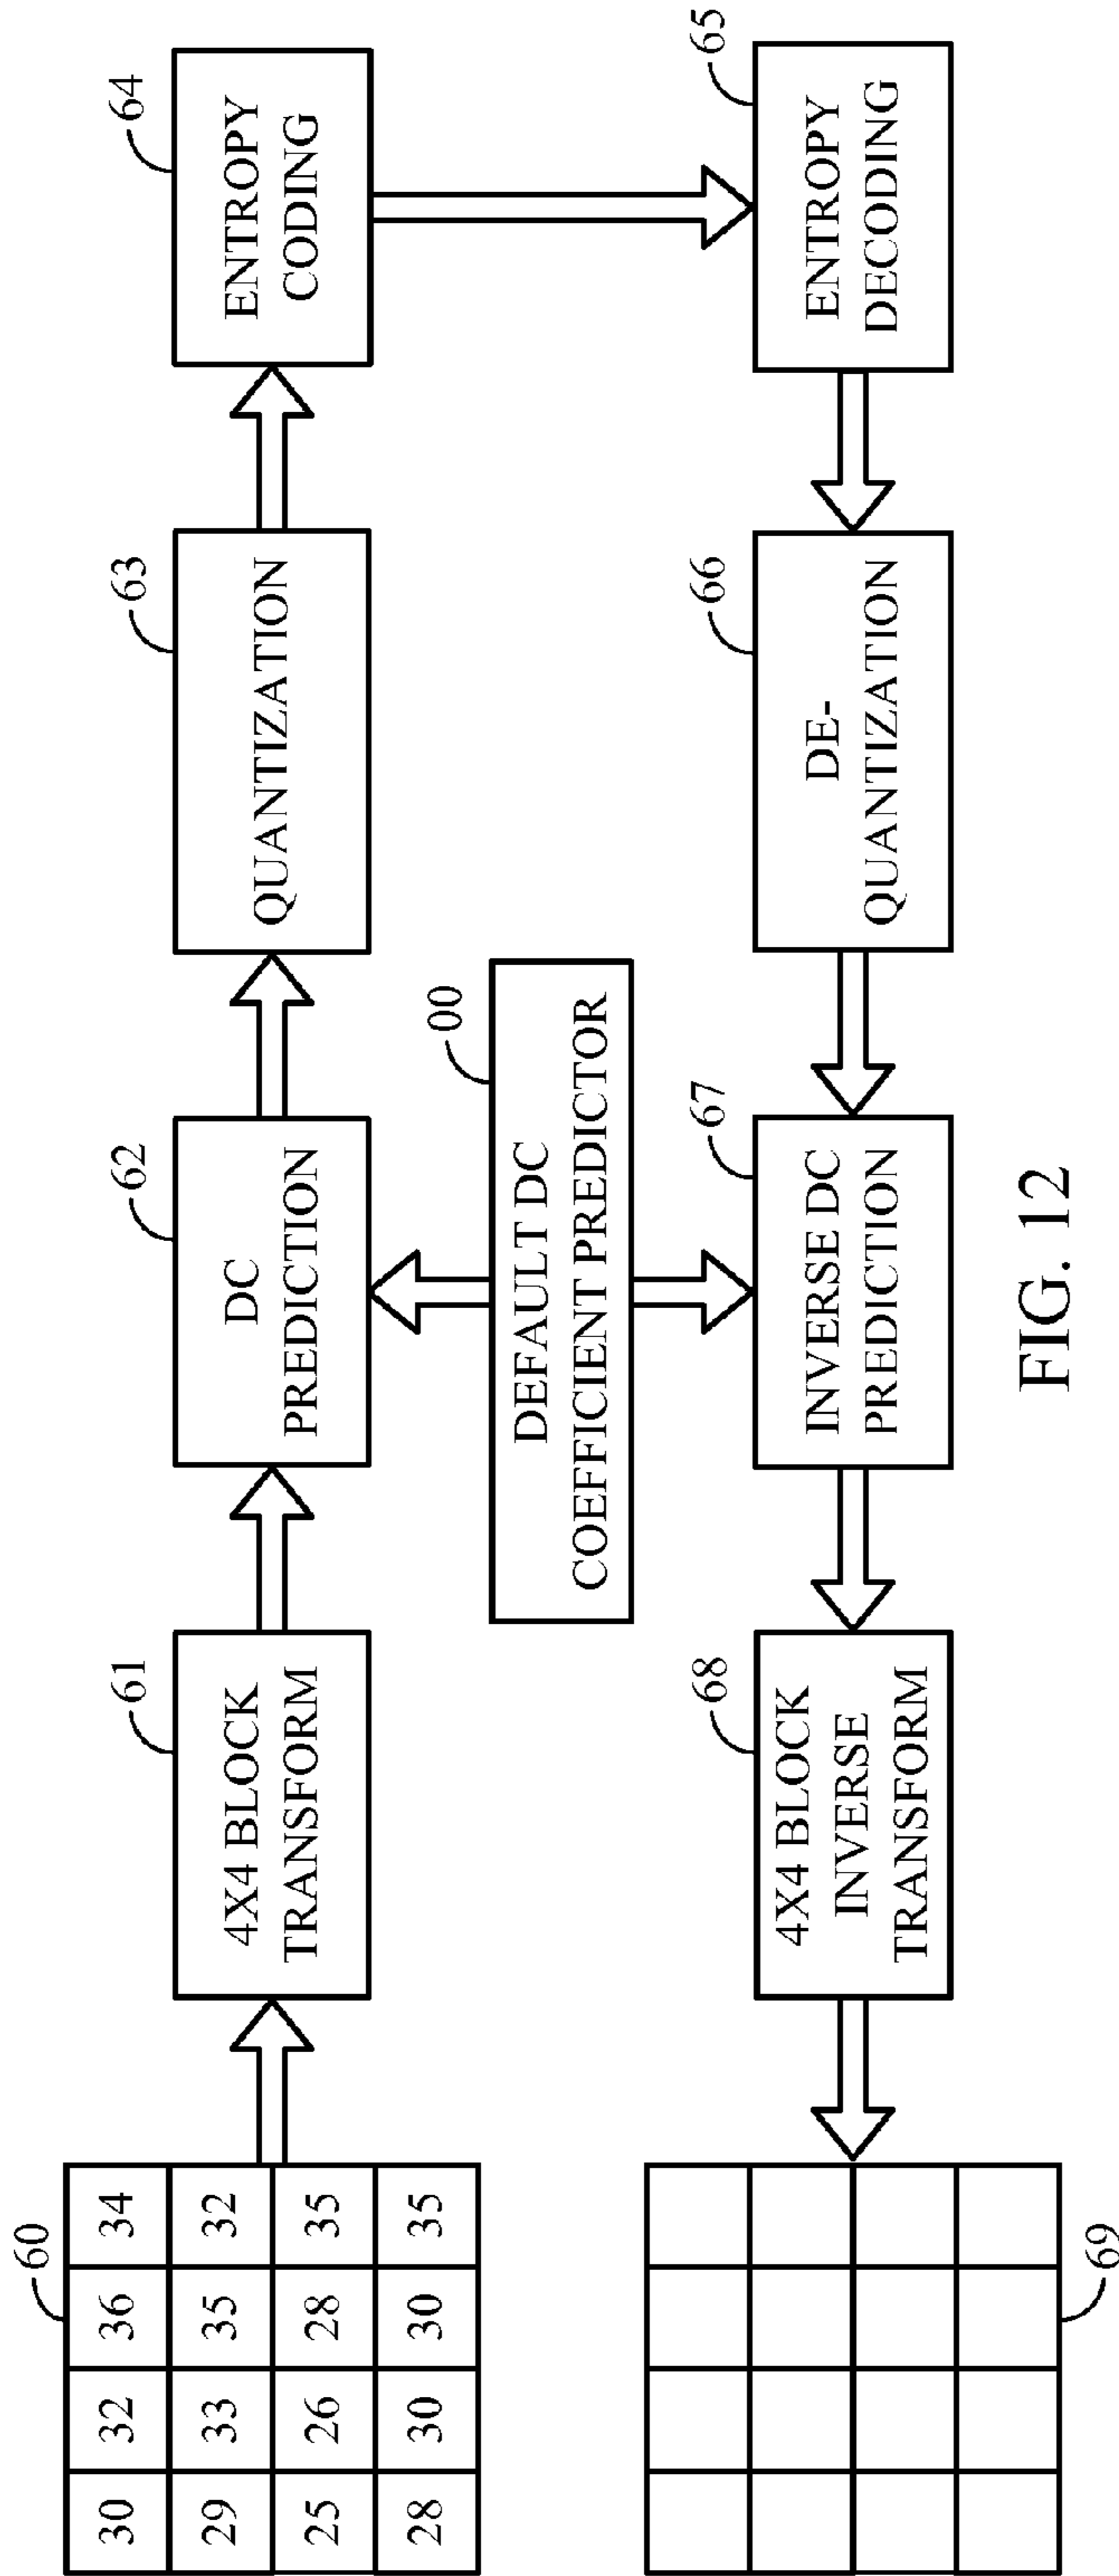 60
30 32 36 34
29 33 35 32
25 26 28 35
28 30 30 35
61
4X4 BLOCK
TRANSFORM
62
DC
PREDICTION
63
QUANTIZATION
64
ENTROPY
CODING
00
DEFAULT DC
COEFFICIENT PREDICTOR
65
ENTROPY
DECODING
66
DE-
QUANTIZATION
67
INVERSE DC
PREDICTION
68
4X4 BLOCK
INVERSE
TRANSFORM
69
FIG. 12